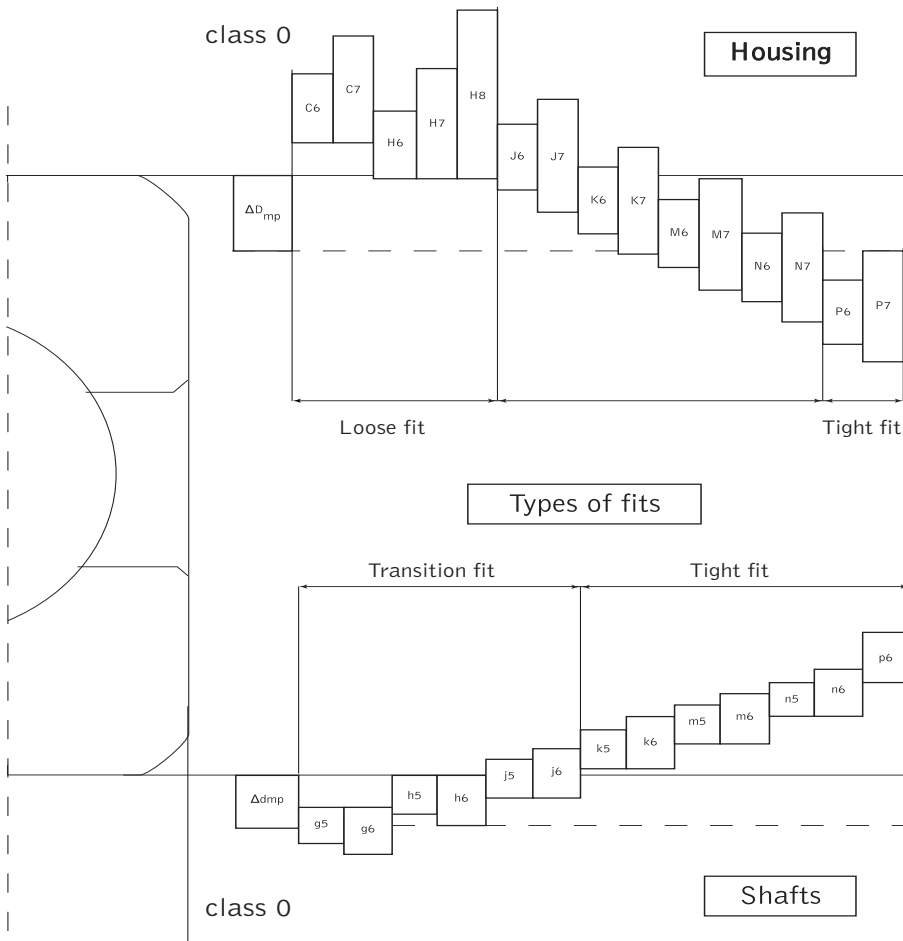 class 0
Housing
C6
C7
H6
H7
H8
J6
J7
K6
K7
M6
M7
N6
N7
P6
P7
ΔDmp
Loose fit
Tight fit
Types of fits
Transition fit
Tight fit
Δdmp
g5
g6
h5
h6
j5
j6
k5
k6
m5
m6
n5
n6
p6
class 0
Shafts